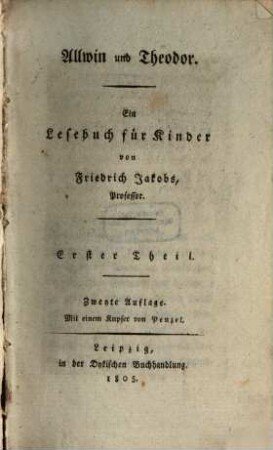 Allwin und Theodor.
Ein
Lesebuch für Kinder
von
Friedrich Jakobs,
Professor.
Erster Theil.
Zweyte Auflage.
Mit einem Kupfer von Penzel.
Leipzig,
in der Dykischen Buchhandlung.
1805.